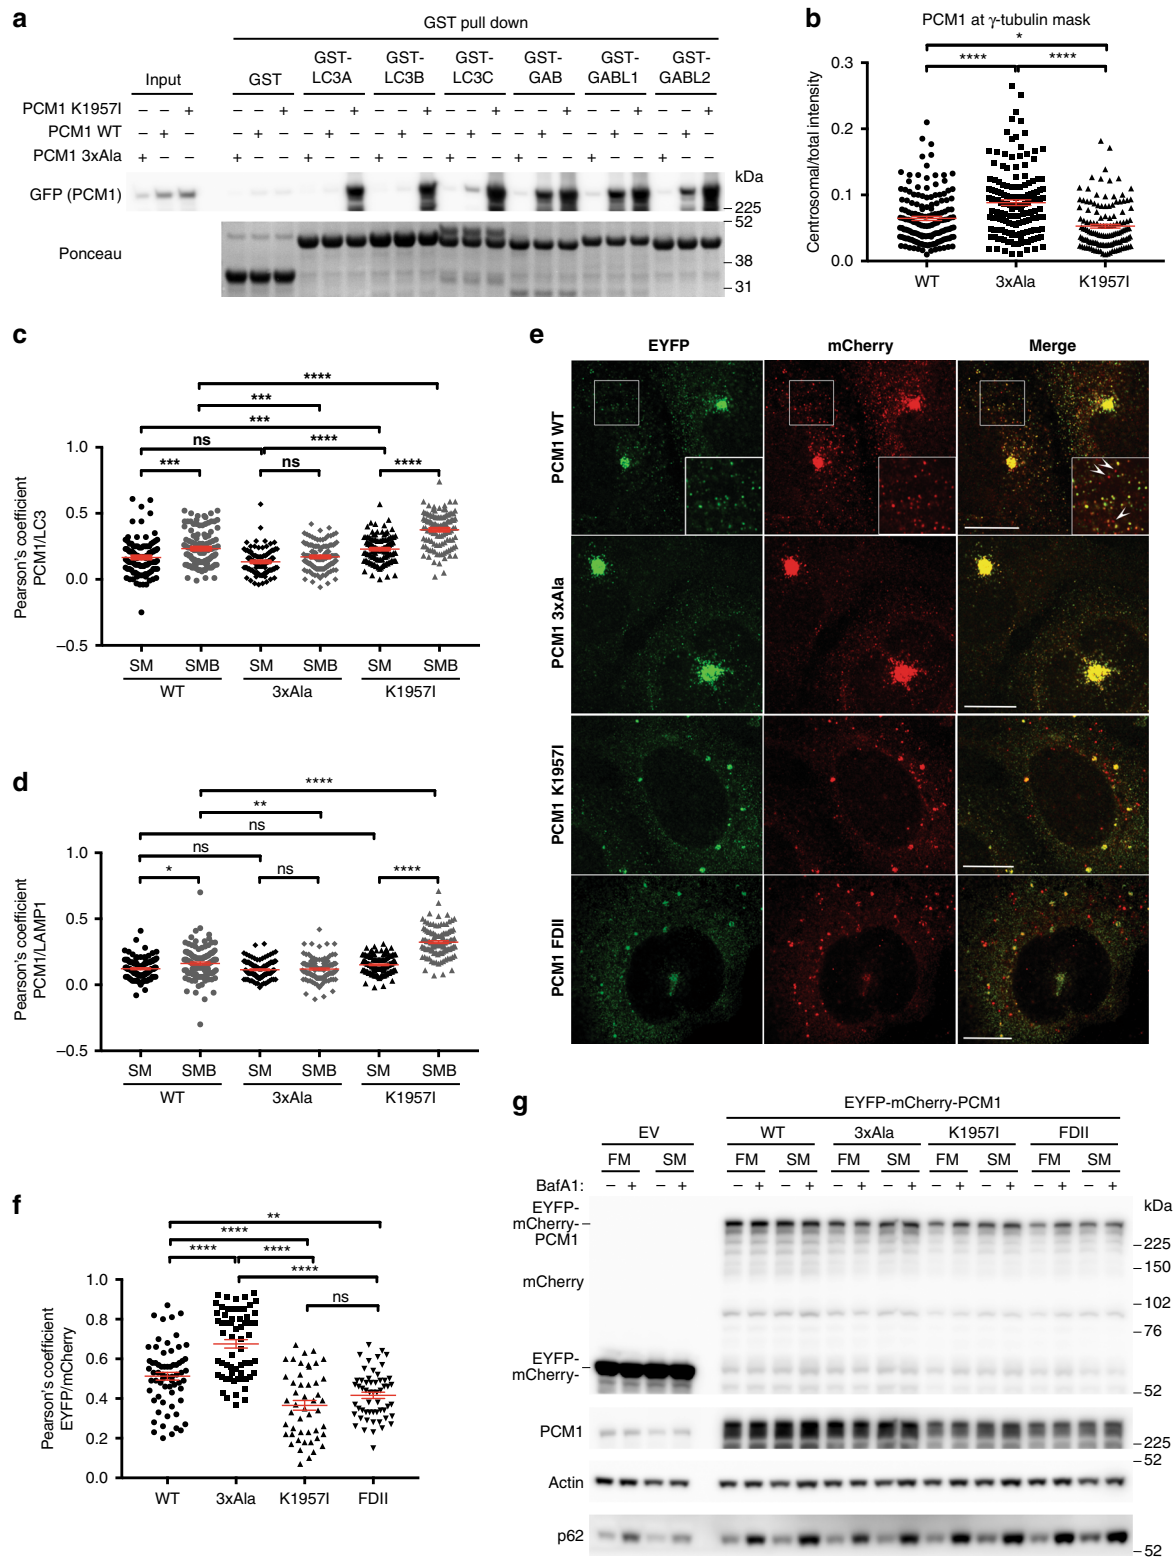 a
GST pull down
Input
GST
GST-LC3A
GST-LC3B
GST-LC3C
GST-GAB
GST-GABL1
GST-GABL2
PCM1 K1957I − − + − − + − − + − − + − − + − − + − − + − − +
PCM1 WT − + − − + − − + − − + − − + − − + − − + − − + −
PCM1 3xAla + − − + − − + − − + − − + − − + − − + − − + − −
GFP (PCM1)
kDa
225
52
Ponceau
38
31
b
PCM1 at γ-tubulin mask
*
**** ****
Centrosomal/total intensity
0.3
0.2
0.1
0.0
WT 3xAla K1957I
c
****
***
***
ns ****
*** ns ****
Pearson's coefficient
PCM1/LC3
1.0
0.5
0.0
−0.5
SM SMB SM SMB SM SMB
WT 3xAla K1957I
d
****
**
ns
ns
* ns ****
Pearson's coefficient
PCM1/LAMP1
1.0
0.5
0.0
−0.5
SM SMB SM SMB SM SMB
WT 3xAla K1957I
e
EYFP mCherry Merge
PCM1 WT
PCM1 3xAla
PCM1 K1957I
PCM1 FDII
f
**
****
**** ****
****
ns
Pearson's coefficient
EYFP/mCherry
1.0
0.8
0.6
0.4
0.2
0.0
WT 3xAla K1957I FDII
g
EYFP-mCherry-PCM1
EV WT 3xAla K1957I FDII
FM SM FM SM FM SM FM SM FM SM
BafA1: − + − + − + − + − + − + − + − + − + − +
EYFP-
mCherry-
PCM1
kDa
225
150
mCherry
102
76
EYFP-
mCherry-
52
PCM1
225
52
Actin
p62
52